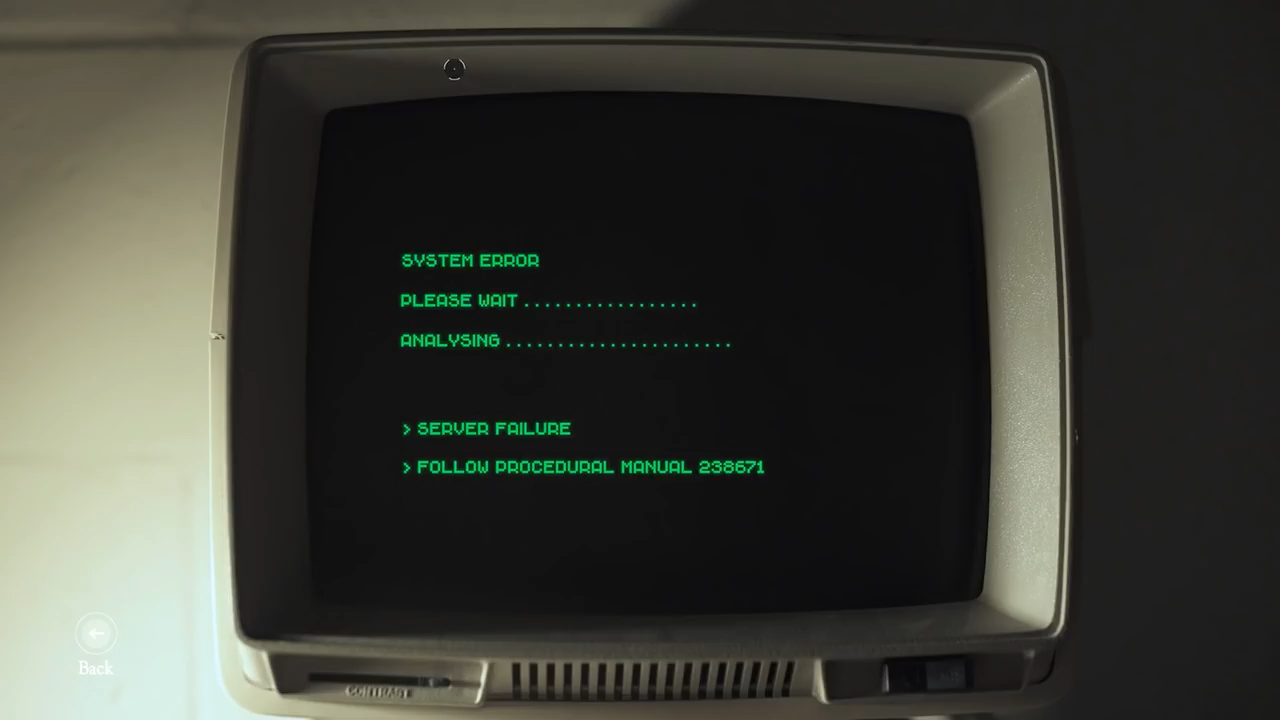 SYSTEM ERROR
PLEASE WAIT .................
ANALYSING ......................
> SERVER FAILURE
> FOLLOW PROCEDURAL MANUAL 238671
Back
CONTRAST